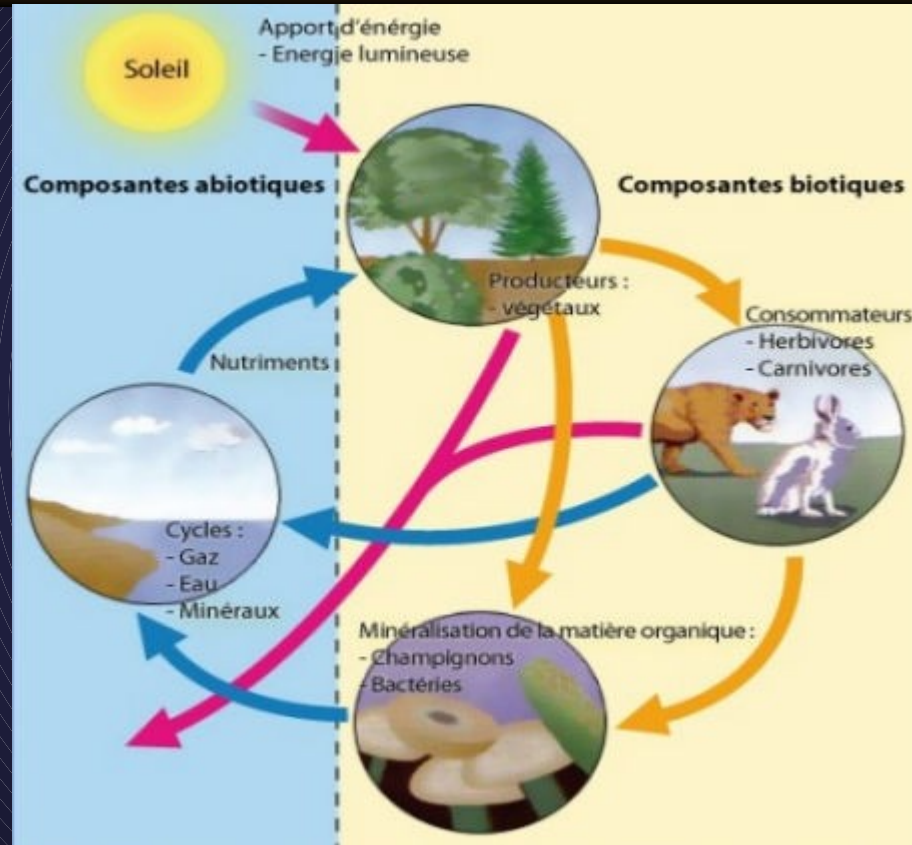 Apport d'énérgie
- Energie lumineuse
Soleil
Composantes abiotiques
Composantes biotiques
Producteurs :
- végétaux
Consommateurs
- Herbivores
- Carnivores
Nutriments
Cycles :
- Gaz
- Eau
- Minéraux
Minéralisation de la matière organique :
- Champignons
- Bactéries